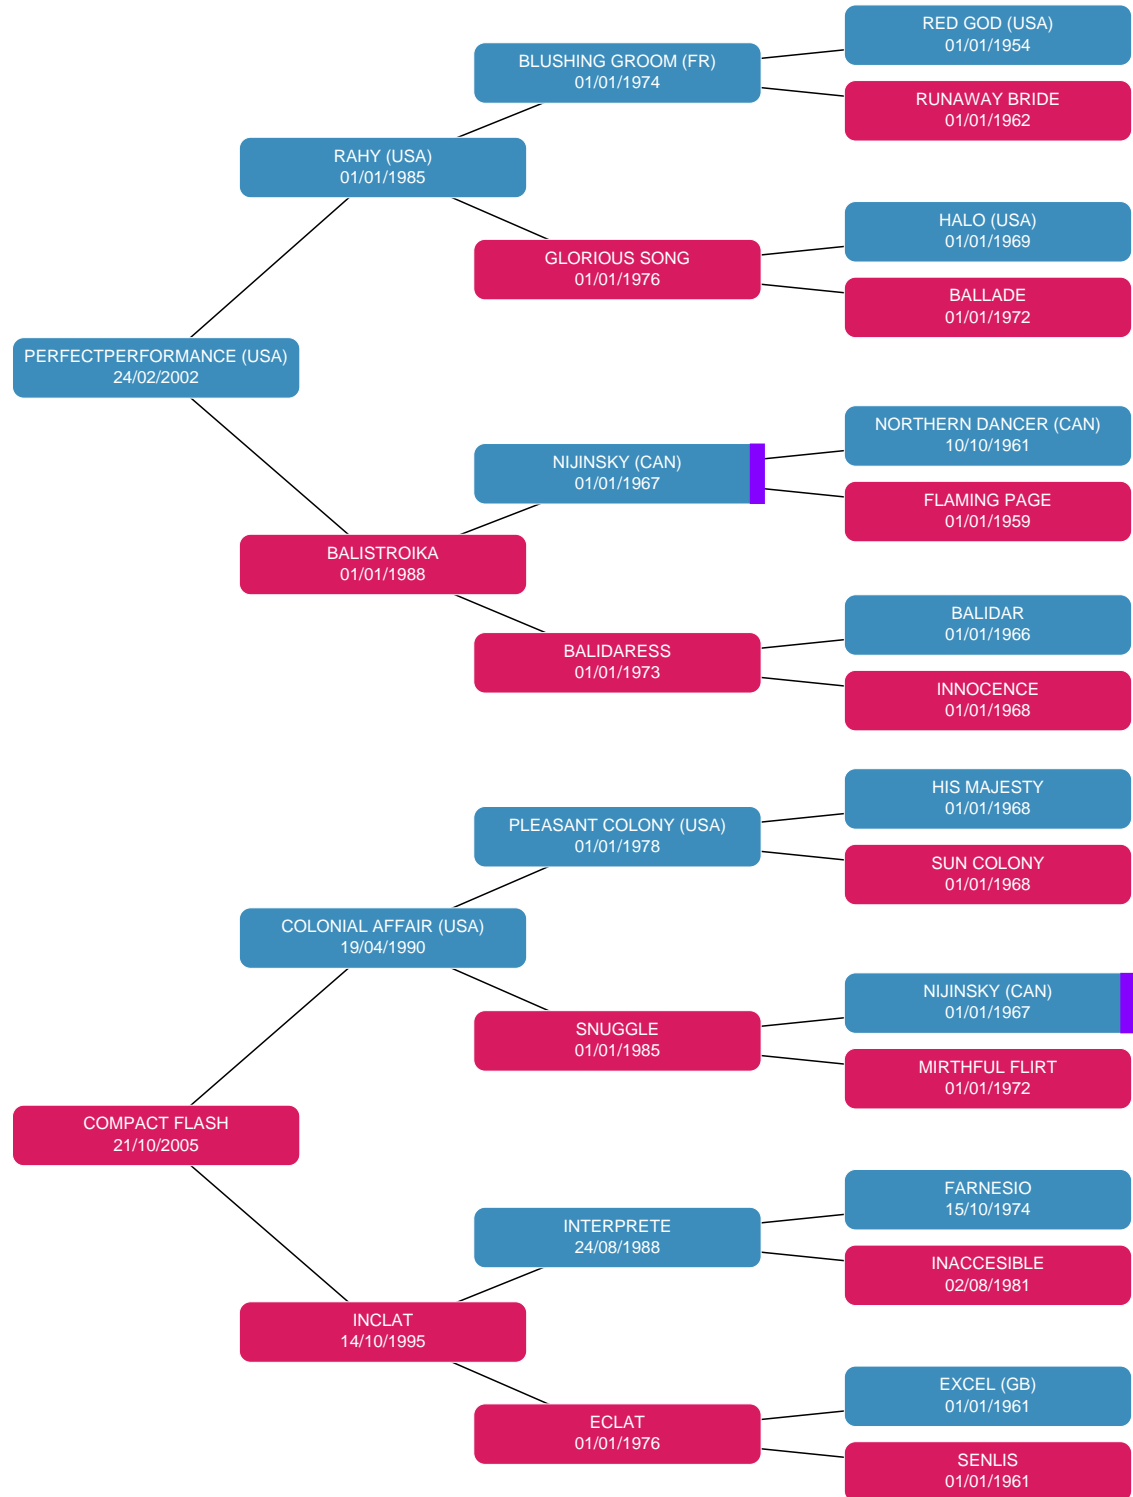 RED GOD (USA)
01/01/1954
BLUSHING GROOM (FR)
01/01/1974
RUNAWAY BRIDE
01/01/1962
RAHY (USA)
01/01/1985
HALO (USA)
01/01/1969
GLORIOUS SONG
01/01/1976
BALLADE
01/01/1972
PERFECTPERFORMANCE (USA)
24/02/2002
NORTHERN DANCER (CAN)
10/10/1961
NIJINSKY (CAN)
01/01/1967
FLAMING PAGE
01/01/1959
BALISTROIKA
01/01/1988
BALIDAR
01/01/1966
BALIDARESS
01/01/1973
INNOCENCE
01/01/1968
HIS MAJESTY
01/01/1968
PLEASANT COLONY (USA)
01/01/1978
SUN COLONY
01/01/1968
COLONIAL AFFAIR (USA)
19/04/1990
NIJINSKY (CAN)
01/01/1967
SNUGGLE
01/01/1985
MIRTHFUL FLIRT
01/01/1972
COMPACT FLASH
21/10/2005
FARNESIO
15/10/1974
INTERPRETE
24/08/1988
INACCESIBLE
02/08/1981
INCLAT
14/10/1995
EXCEL (GB)
01/01/1961
ECLAT
01/01/1976
SENLIS
01/01/1961